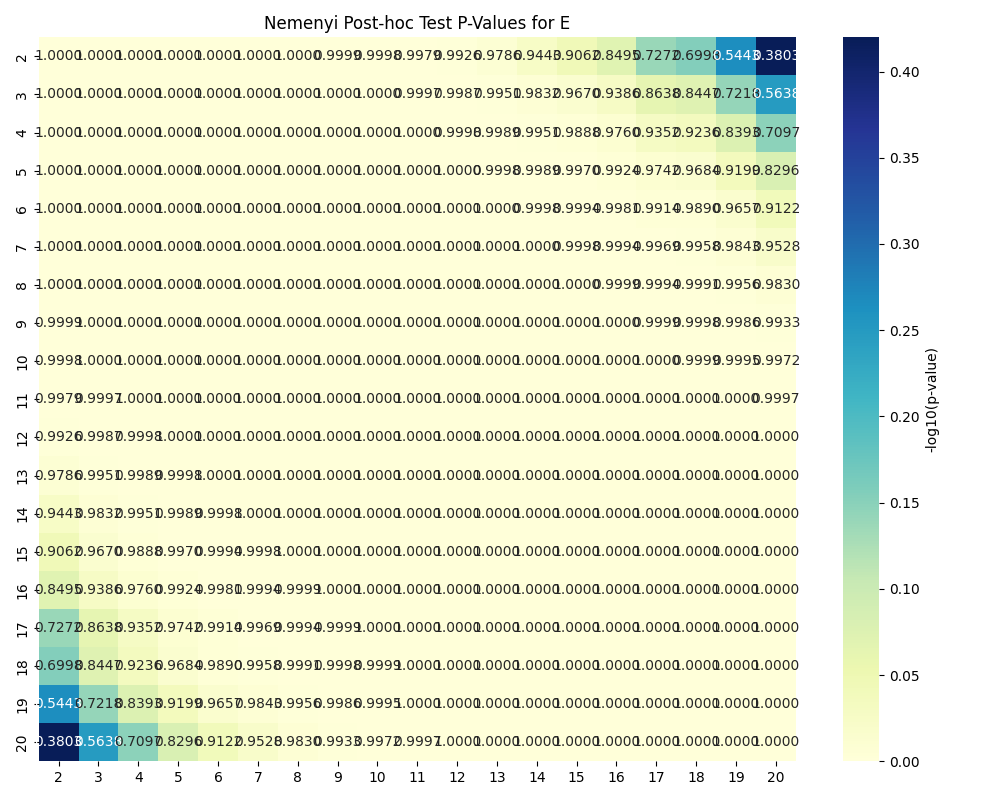 Nemenyi Post-hoc Test P-Values for E
2 1.0000 1.0000 1.0000 1.0000 1.0000 1.0000 1.0000 0.9999 0.9998 0.9979 0.9926 0.9786 0.9443 0.9062 0.8495 0.7272 0.6998 0.5443 0.3803
3 1.0000 1.0000 1.0000 1.0000 1.0000 1.0000 1.0000 1.0000 1.0000 0.9997 0.9987 0.9951 0.9832 0.9670 0.9386 0.8638 0.8447 0.7218 0.5638
4 1.0000 1.0000 1.0000 1.0000 1.0000 1.0000 1.0000 1.0000 1.0000 1.0000 0.9998 0.9989 0.9951 0.9888 0.9760 0.9352 0.9236 0.8393 0.7097
5 1.0000 1.0000 1.0000 1.0000 1.0000 1.0000 1.0000 1.0000 1.0000 1.0000 1.0000 0.9998 0.9989 0.9970 0.9924 0.9742 0.9684 0.9199 0.8296
6 1.0000 1.0000 1.0000 1.0000 1.0000 1.0000 1.0000 1.0000 1.0000 1.0000 1.0000 1.0000 0.9998 0.9994 0.9981 0.9914 0.9890 0.9657 0.9122
7 1.0000 1.0000 1.0000 1.0000 1.0000 1.0000 1.0000 1.0000 1.0000 1.0000 1.0000 1.0000 1.0000 0.9998 0.9994 0.9969 0.9958 0.9843 0.9528
8 1.0000 1.0000 1.0000 1.0000 1.0000 1.0000 1.0000 1.0000 1.0000 1.0000 1.0000 1.0000 1.0000 1.0000 0.9999 0.9994 0.9991 0.9956 0.9830
9 0.9999 1.0000 1.0000 1.0000 1.0000 1.0000 1.0000 1.0000 1.0000 1.0000 1.0000 1.0000 1.0000 1.0000 1.0000 0.9999 0.9998 0.9986 0.9933
10 0.9998 1.0000 1.0000 1.0000 1.0000 1.0000 1.0000 1.0000 1.0000 1.0000 1.0000 1.0000 1.0000 1.0000 1.0000 1.0000 0.9999 0.9995 0.9972
11 0.9979 0.9997 1.0000 1.0000 1.0000 1.0000 1.0000 1.0000 1.0000 1.0000 1.0000 1.0000 1.0000 1.0000 1.0000 1.0000 1.0000 1.0000 0.9997
12 0.9926 0.9987 0.9998 1.0000 1.0000 1.0000 1.0000 1.0000 1.0000 1.0000 1.0000 1.0000 1.0000 1.0000 1.0000 1.0000 1.0000 1.0000 1.0000
13 0.9786 0.9951 0.9989 0.9998 1.0000 1.0000 1.0000 1.0000 1.0000 1.0000 1.0000 1.0000 1.0000 1.0000 1.0000 1.0000 1.0000 1.0000 1.0000
14 0.9443 0.9832 0.9951 0.9989 0.9998 1.0000 1.0000 1.0000 1.0000 1.0000 1.0000 1.0000 1.0000 1.0000 1.0000 1.0000 1.0000 1.0000 1.0000
15 0.9062 0.9670 0.9888 0.9970 0.9994 0.9998 1.0000 1.0000 1.0000 1.0000 1.0000 1.0000 1.0000 1.0000 1.0000 1.0000 1.0000 1.0000 1.0000
16 0.8495 0.9386 0.9760 0.9924 0.9981 0.9994 0.9999 1.0000 1.0000 1.0000 1.0000 1.0000 1.0000 1.0000 1.0000 1.0000 1.0000 1.0000 1.0000
17 0.7272 0.8638 0.9352 0.9742 0.9914 0.9969 0.9994 0.9999 1.0000 1.0000 1.0000 1.0000 1.0000 1.0000 1.0000 1.0000 1.0000 1.0000 1.0000
18 0.6998 0.8447 0.9236 0.9684 0.9890 0.9958 0.9991 0.9998 0.9999 1.0000 1.0000 1.0000 1.0000 1.0000 1.0000 1.0000 1.0000 1.0000 1.0000
19 0.5443 0.7218 0.8393 0.9199 0.9657 0.9843 0.9956 0.9986 0.9995 1.0000 1.0000 1.0000 1.0000 1.0000 1.0000 1.0000 1.0000 1.0000 1.0000
20 0.3803 0.5638 0.7097 0.8296 0.9122 0.9528 0.9830 0.9933 0.9972 0.9997 1.0000 1.0000 1.0000 1.0000 1.0000 1.0000 1.0000 1.0000 1.0000
2 3 4 5 6 7 8 9 10 11 12 13 14 15 16 17 18 19 20
0.40
0.35
0.30
0.25
0.20
0.15
0.10
0.05
0.00
-log10(p-value)